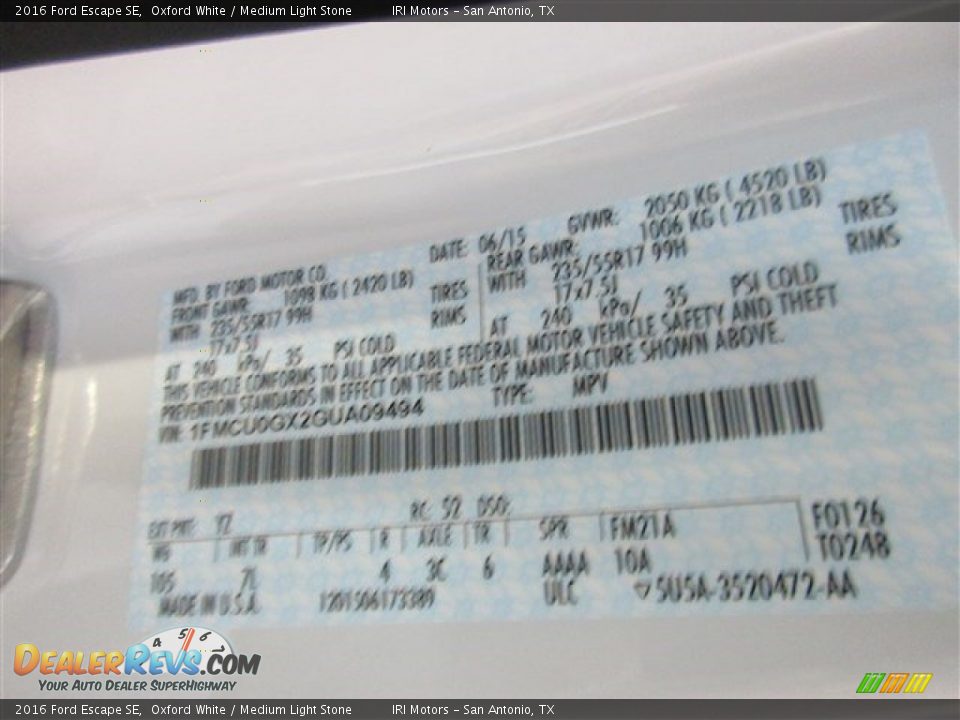 2016 Ford Escape SE, Oxford White / Medium Light Stone IRI Motors - San Antonio, TX
MFD. BY FORD MOTOR CO.
DATE: 06/15 GVWR: 2050 KG ( 4520 LB)
FRONT GAWR: 1098 KG ( 2420 LB)
REAR GAWR: 1006 KG ( 2218 LB)
WITH 235/55R17 99H TIRES
WITH 235/55R17 99H TIRES
17x7.5J RIMS
17x7.5J RIMS
AT 240 kPa/ 35 PSI COLD
AT 240 kPa/ 35 PSI COLD
THIS VEHICLE CONFORMS TO ALL APPLICABLE FEDERAL MOTOR VEHICLE SAFETY AND THEFT
PREVENTION STANDARDS IN EFFECT ON THE DATE OF MANUFACTURE SHOWN ABOVE.
VIN: 1FMCU0GX2GUA09494 TYPE: MPV
EXT PNT: YZ RC: 52 DSO:
WB INT TR TP/PS R AXLE TR SPR FM21A F0126
105 7L 4 3C 6 AAAA 10A T0248
MADE IN U.S.A. 1201506173389 ULC ▽5U5A-3520472-AA
DEALERREVS.COM
YOUR AUTO DEALER SUPERHIGHWAY
4 5 6
2016 Ford Escape SE, Oxford White / Medium Light Stone IRI Motors - San Antonio, TX